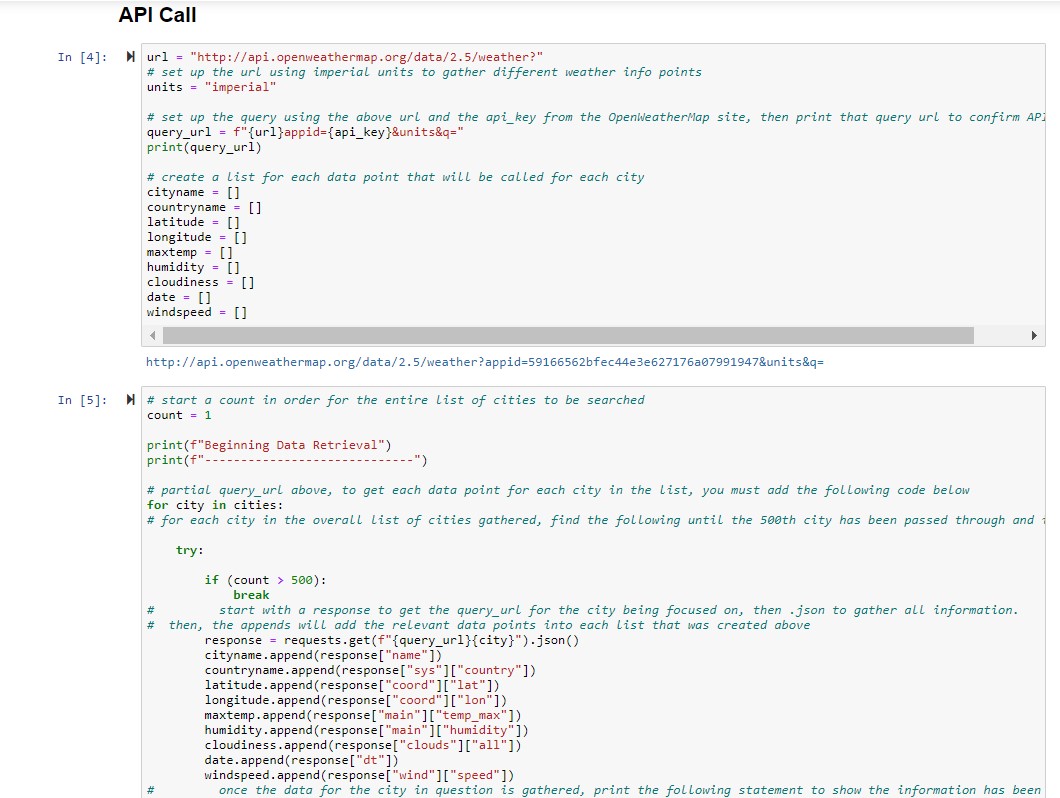 API Call
In [4]:
url = "http://api.openweathermap.org/data/2.5/weather?"
# set up the url using imperial units to gather different weather info points
units = "imperial"
# set up the query using the above url and the api_key from the OpenWeatherMap site, then print that query url to confirm API
query_url = f"{url}appid={api_key}&units&q="
print(query_url)
# create a list for each data point that will be called for each city
cityname = []
countryname = []
latitude = []
longitude = []
maxtemp = []
humidity = []
cloudiness = []
date = []
windspeed = []
http://api.openweathermap.org/data/2.5/weather?appid=59166562bfec44e3e627176a07991947&units&q=
In [5]:
# start a count in order for the entire list of cities to be searched
count = 1
print(f"Beginning Data Retrieval")
print(f"-----------------------------")
# partial query_url above, to get each data point for each city in the list, you must add the following code below
for city in cities:
# for each city in the overall list of cities gathered, find the following until the 500th city has been passed through and
try:
if (count > 500):
break
# start with a response to get the query_url for the city being focused on, then .json to gather all information.
# then, the appends will add the relevant data points into each list that was created above
response = requests.get(f"{query_url}{city}").json()
cityname.append(response["name"])
countryname.append(response["sys"]["country"])
latitude.append(response["coord"]["lat"])
longitude.append(response["coord"]["lon"])
maxtemp.append(response["main"]["temp_max"])
humidity.append(response["main"]["humidity"])
cloudiness.append(response["clouds"]["all"])
date.append(response["dt"])
windspeed.append(response["wind"]["speed"])
# once the data for the city in question is gathered, print the following statement to show the information has been